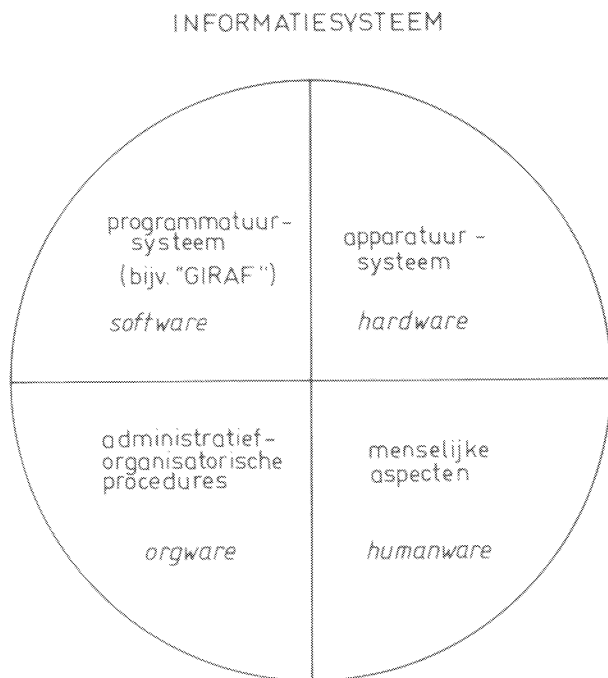 INFORMATIESYSTEEM
programmatuur-
systeem
(bijv. "GIRAF")
software
apparatuur-
systeem
hardware
administratief-
organisatorische
procedures
orgware
menselijke
aspecten
humanware